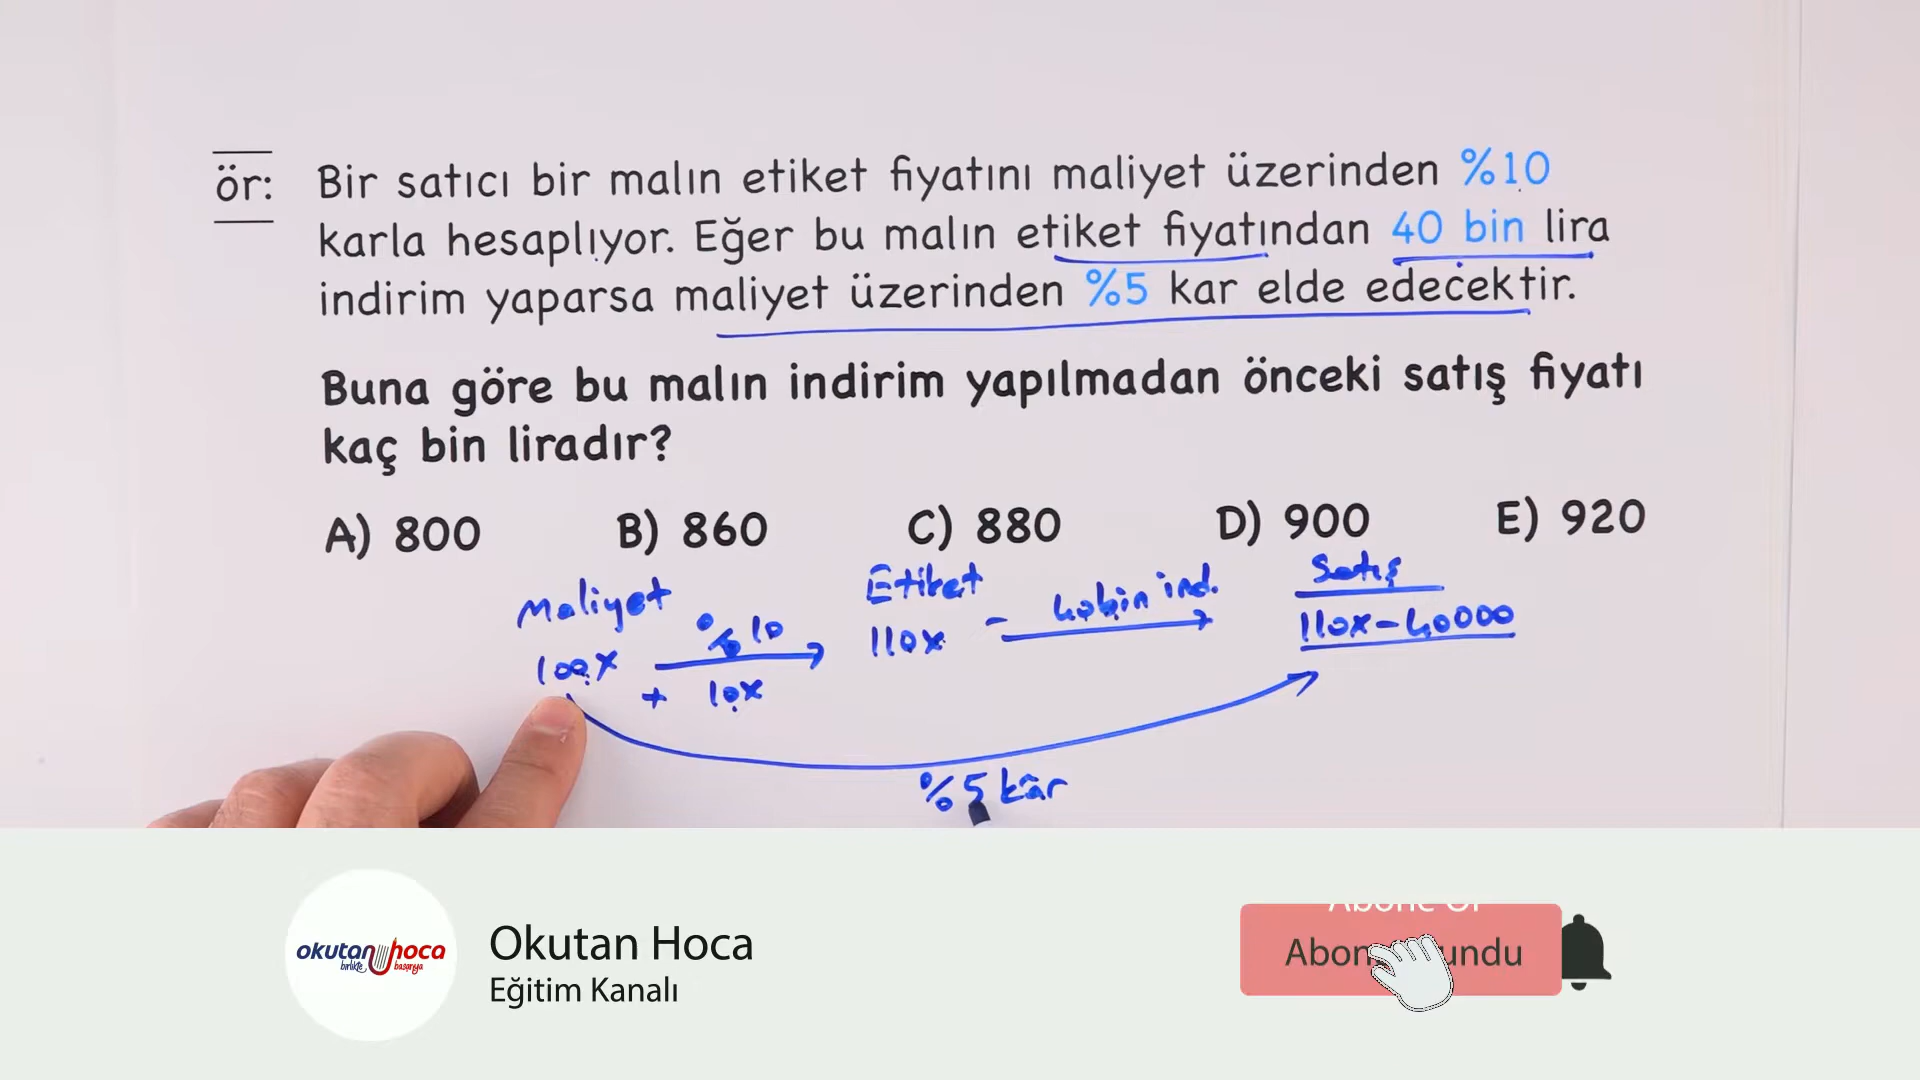 ör: Bir satıcı bir malın etiket fiyatını maliyet üzerinden %10
karla hesaplıyor. Eğer bu malın etiket fiyatından 40 bin lira
indirim yaparsa maliyet üzerinden %5 kar elde edecektir.
Buna göre bu malın indirim yapılmadan önceki satış fiyatı
kaç bin liradır?
A) 800 B) 860 C) 880 D) 900 E) 920
Maliyet %10 Etiket 40bin ind. Satış
100x + 10x 110x - 110x-40000
%5 kâr
okutan hoca
birlikte başarıya
Okutan Hoca
Eğitim Kanalı